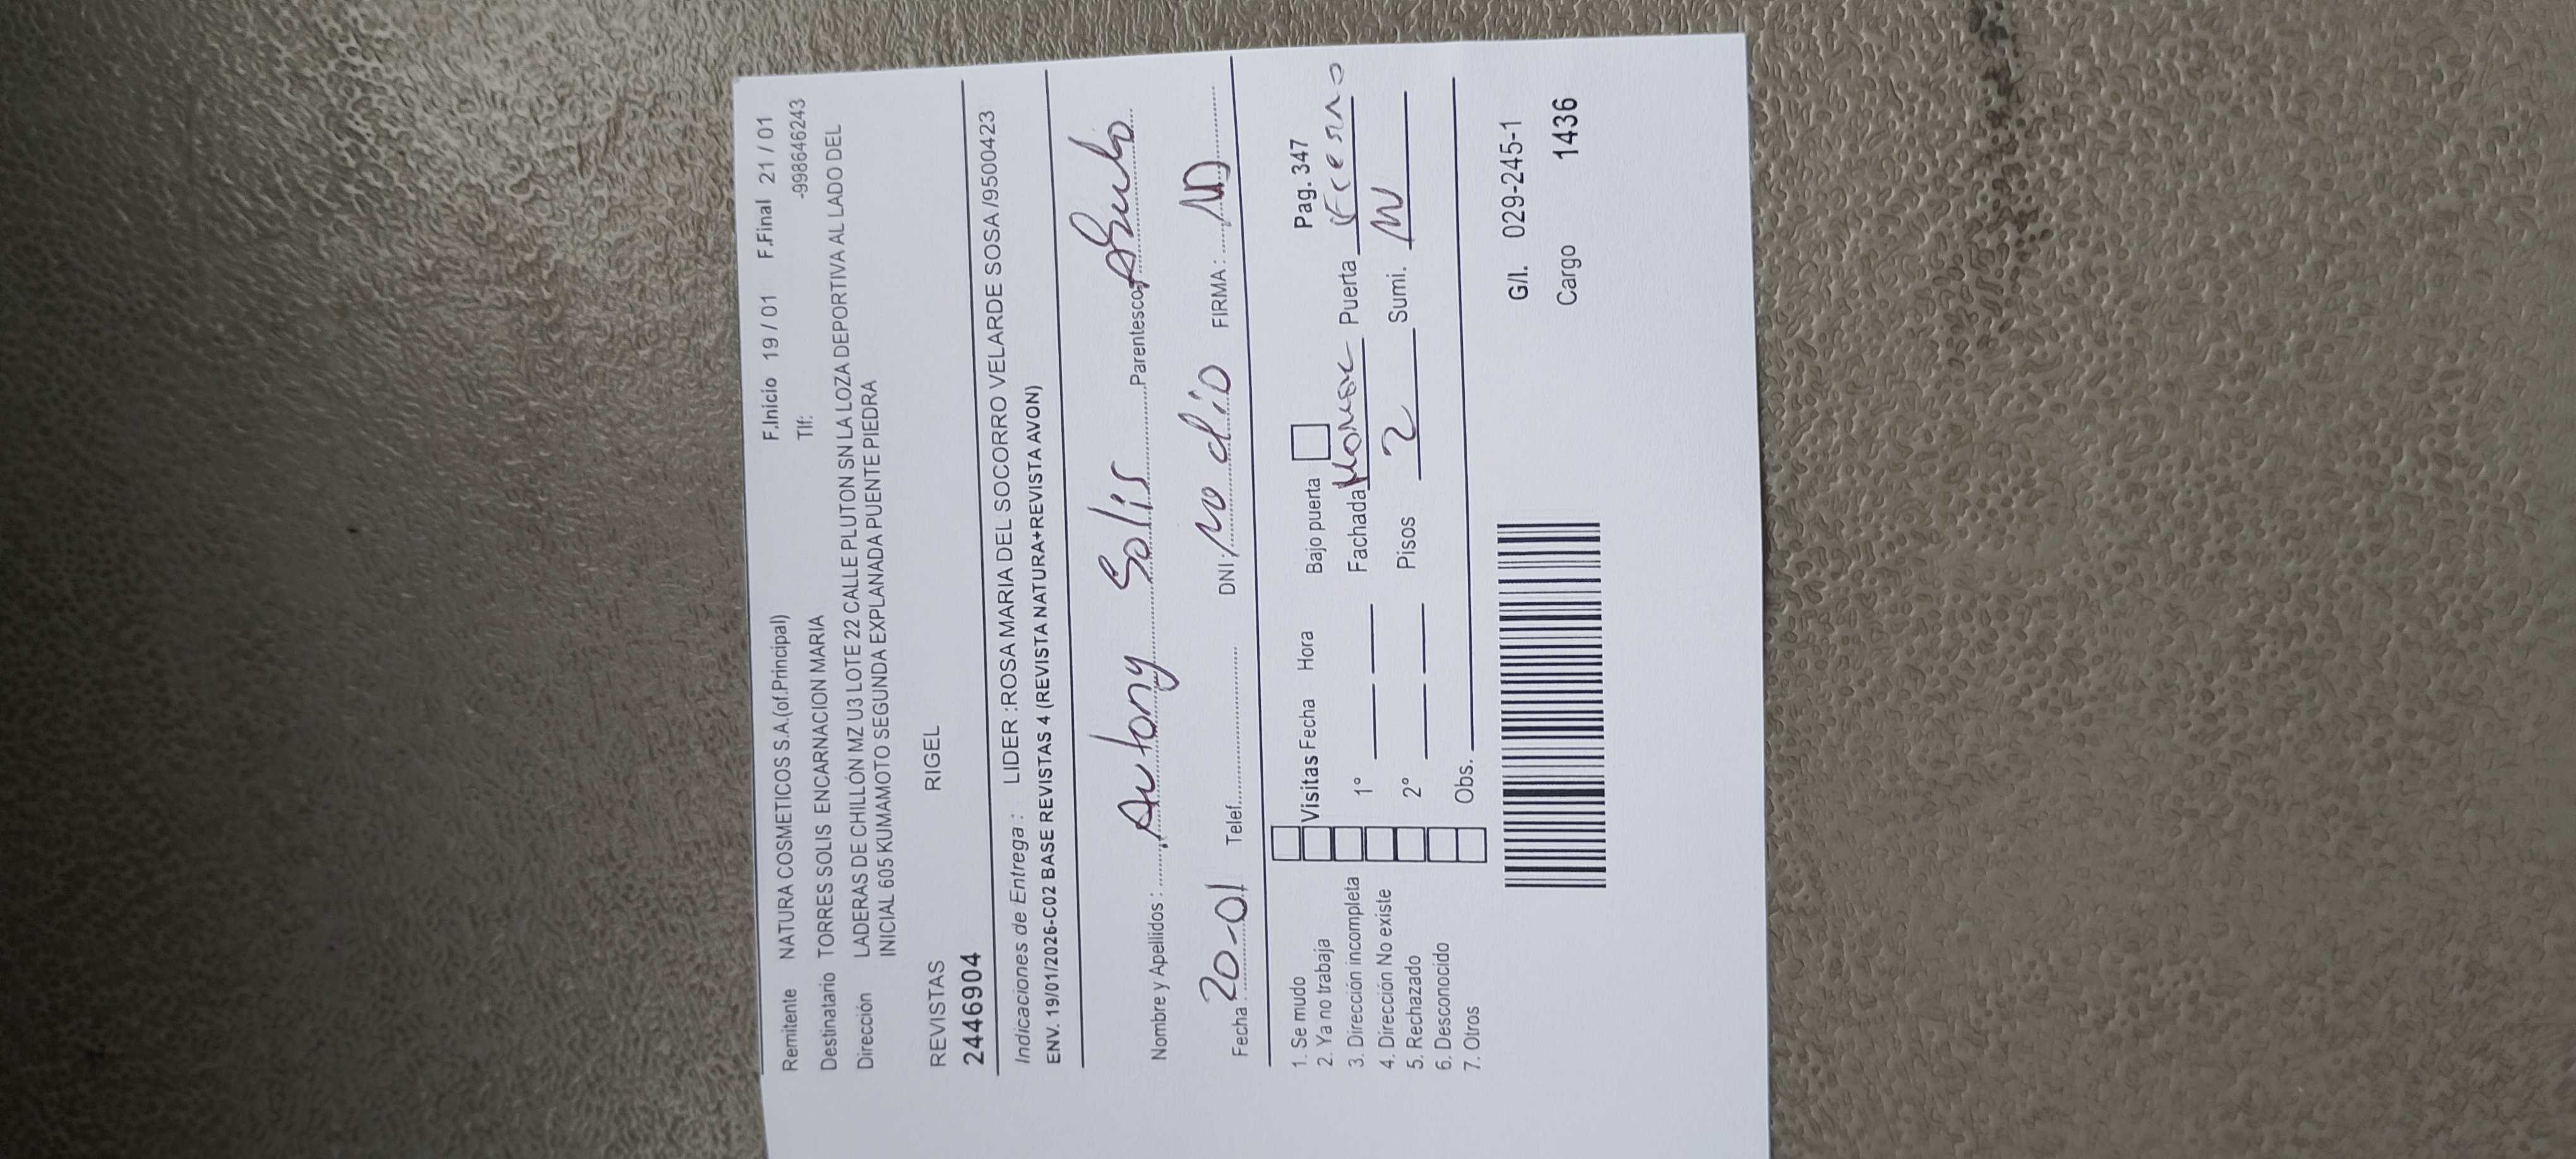 Remitente NATURA COSMETICOS S.A.(of.Principal) F.Inicio 19 / 01 F.Final 21 / 01
Destinatario TORRES SOLIS ENCARNACION MARIA Tlf: -998646243
Dirección LADERAS DE CHILLÓN MZ U3 LOTE 22 CALLE PLUTON SN LA LOZA DEPORTIVA AL LADO DEL
INICIAL 605 KUMAMOTO SEGUNDA EXPLANADA PUENTE PIEDRA
REVISTAS RIGEL
2446904
Indicaciones de Entrega : LIDER :ROSA MARIA DEL SOCORRO VELARDE SOSA /9500423
ENV. 19/01/2026-C02 BASE REVISTAS 4 (REVISTA NATURA+REVISTA AVON)
Nombre y Apellidos : Antony Solis Parentesco:
Fecha : 20-01 Telef. DNI: no dio FIRMA : ND
1. Se mudo Visitas Fecha Hora Bajo puerta Pag. 347
2. Ya no trabaja
3. Dirección incompleta 1° Fachada Puerta
4. Dirección No existe
5. Rechazado 2° Pisos 2 Sumi. N
6. Desconocido
7. Otros Obs.
G/I. 029-245-1
Cargo 1436